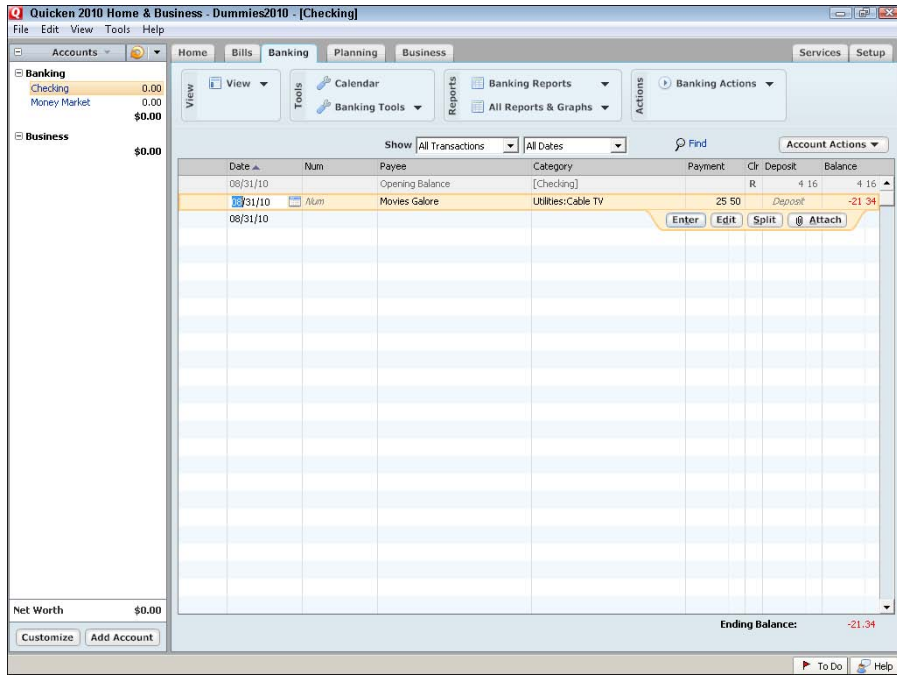 Quicken 2010 Home & Business - Dummies2010 - [Checking]
File Edit View Tools Help
Accounts
Home Bills Banking Planning Business Services Setup
Banking
Checking 0.00
Money Market 0.00
$0.00
Business
$0.00
View
View
Tools
Calendar
Banking Tools
Reports
Banking Reports
All Reports & Graphs
Actions
Banking Actions
Show All Transactions All Dates Find Account Actions
Date Num Payee Category Payment Clr Deposit Balance
08/31/10 Opening Balance [Checking] R 4 16 4 16
08/31/10 Num Movies Galore Utilities:Cable TV 25 50 Deposit -21 34
08/31/10 Enter Edit Split Attach
Net Worth $0.00
Ending Balance: -21.34
Customize Add Account
To Do Help